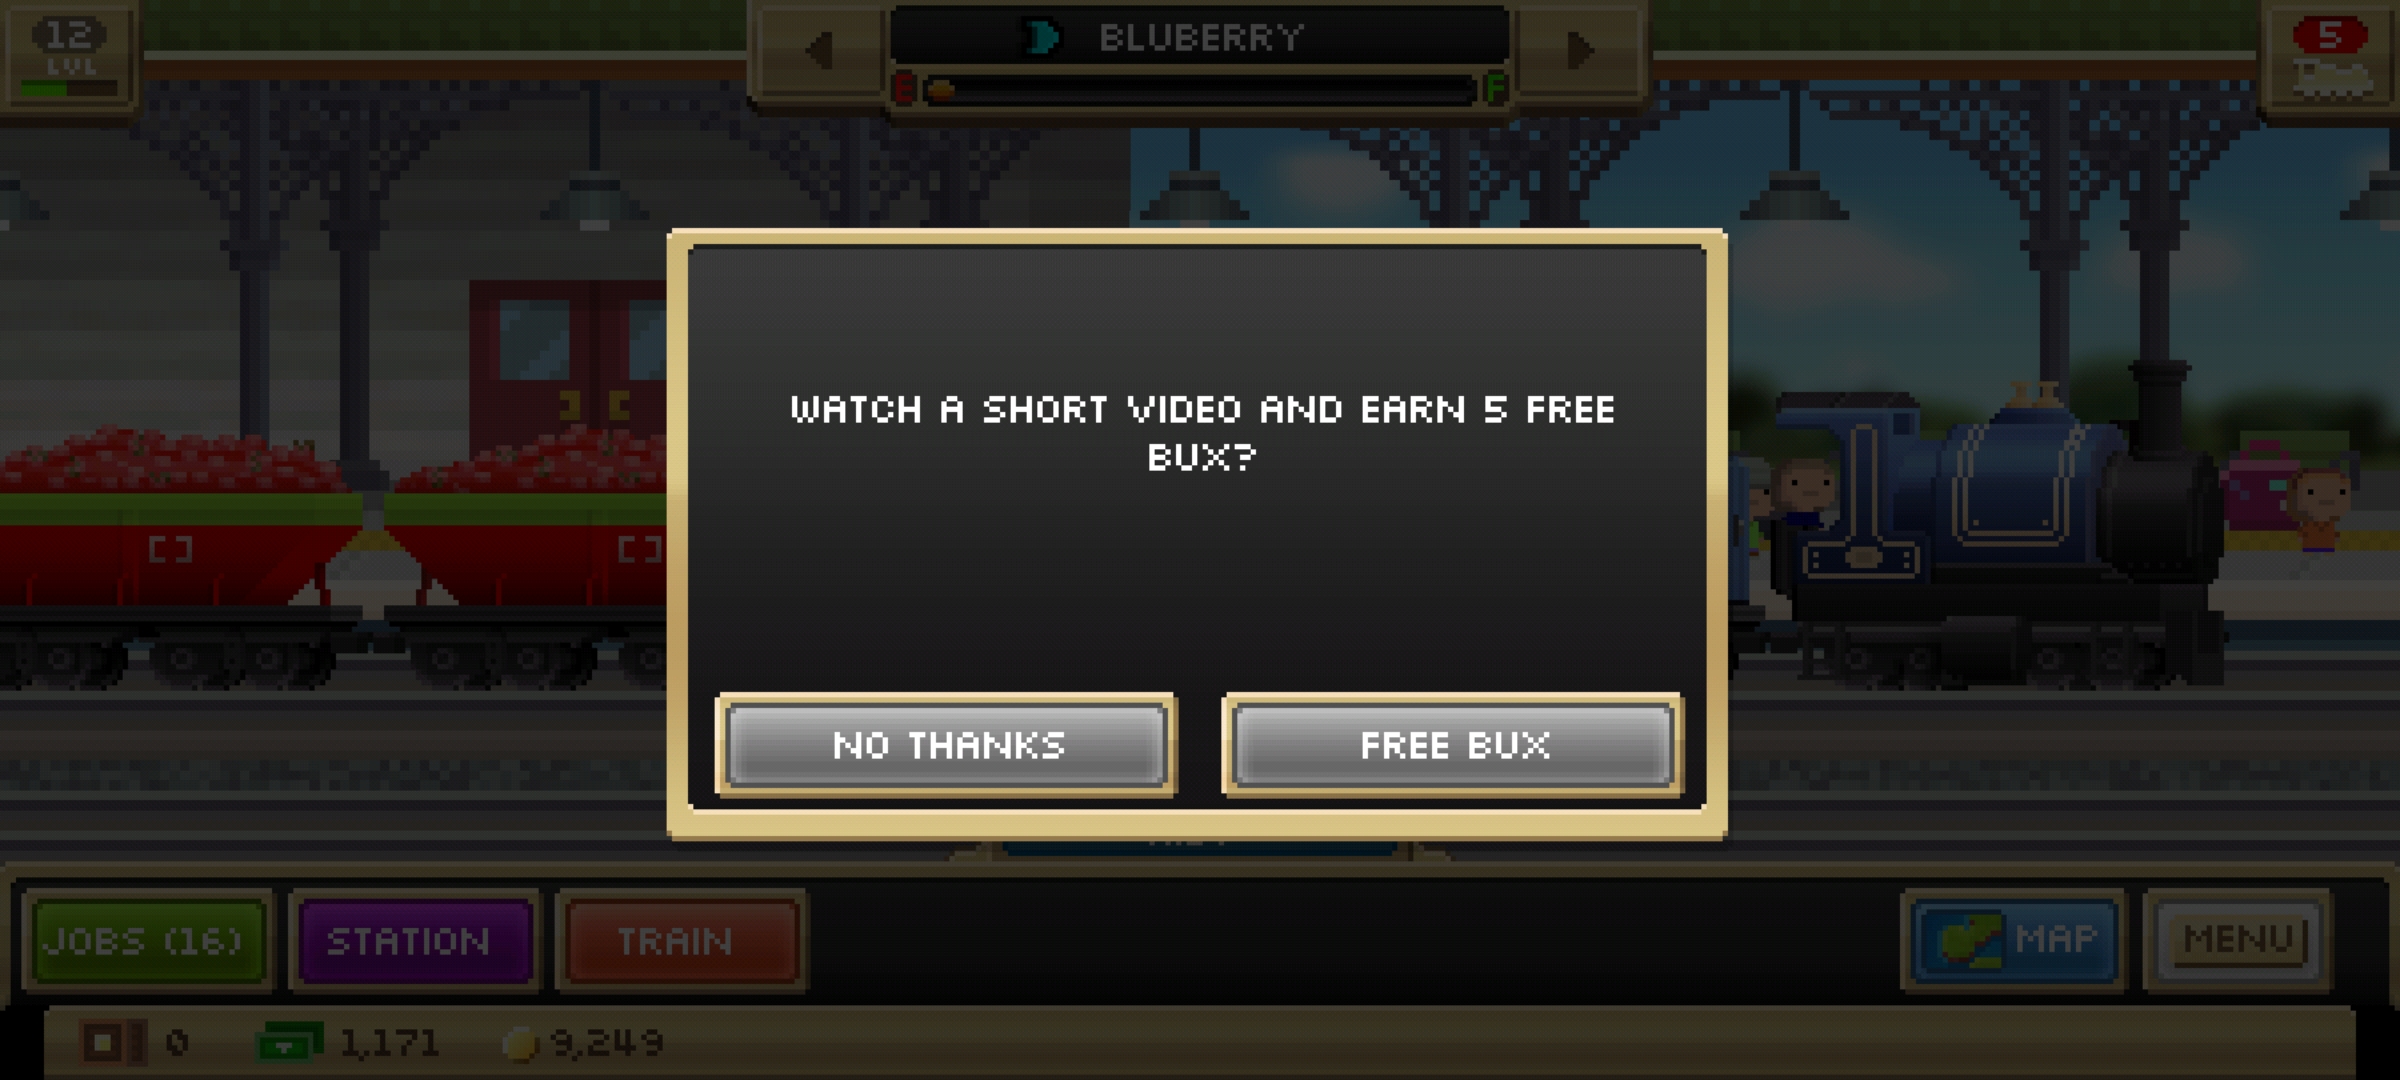 12
LVL
BLUBERRY
E
F
5
WATCH A SHORT VIDEO AND EARN 5 FREE
BUX?
NO THANKS
FREE BUX
JOBS (16)
STATION
TRAIN
MAP
MENU
0
1,171
9,249